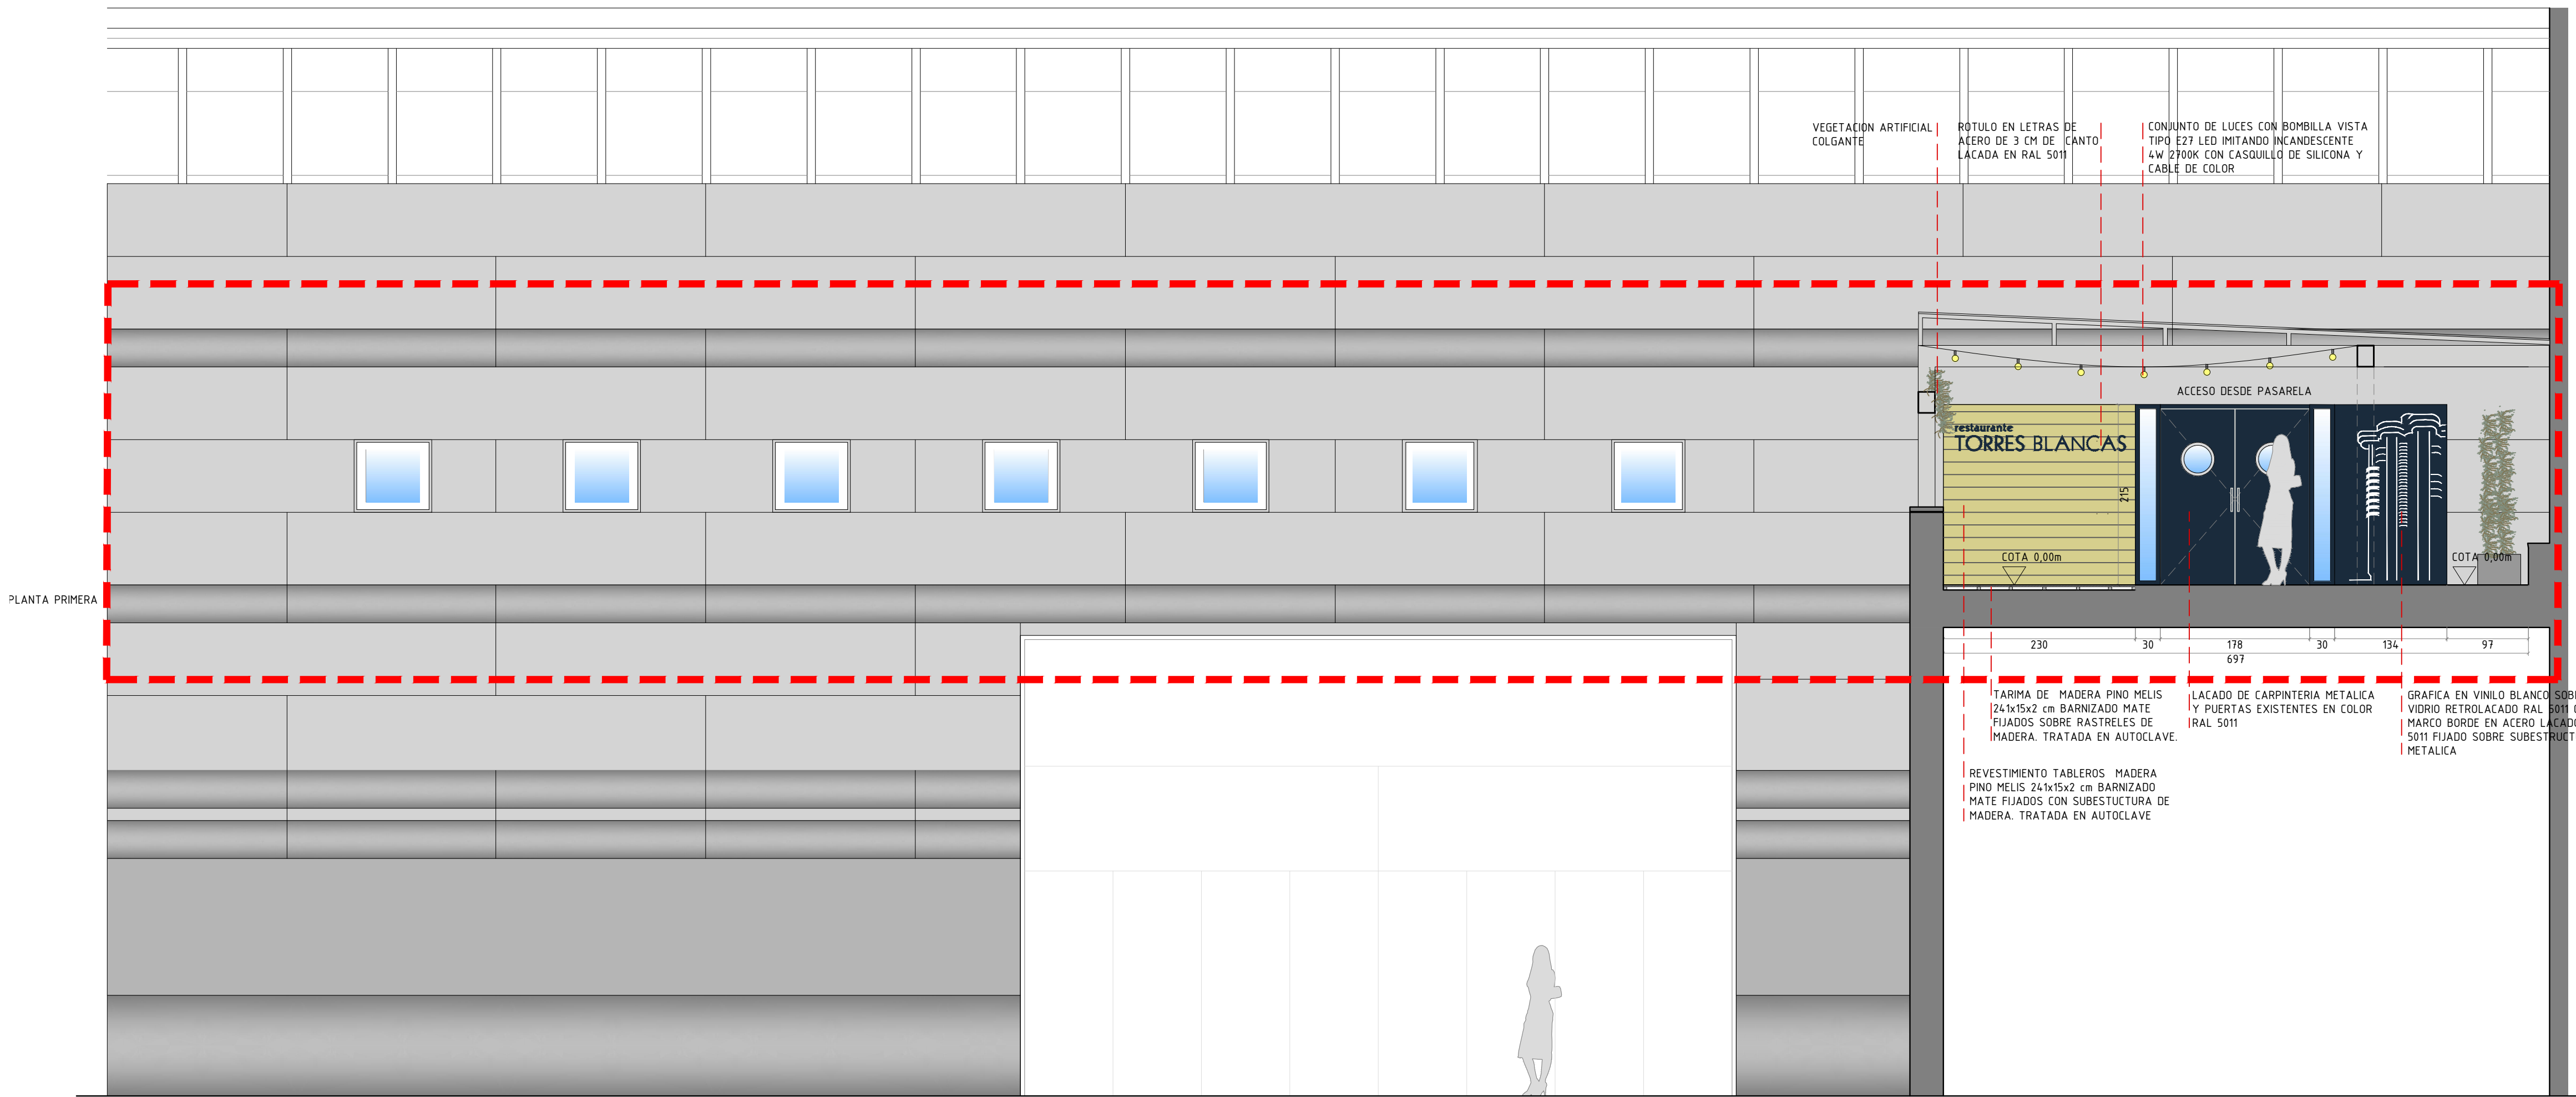 VEGETACION ARTIFICIAL
COLGANTE
ROTULO EN LETRAS DE
ACERO DE 3 CM DE CANTO
LACADA EN RAL 5011
CONJUNTO DE LUCES CON BOMBILLA VISTA
TIPO E27 LED IMITANDO INCANDESCENTE
4W 2700K CON CASQUILLO DE SILICONA Y
CABLE DE COLOR
ACCESO DESDE PASARELA
restaurante
TORRES BLANCAS
215
COTA 0,00m
COTA 0,00m
PLANTA PRIMERA
230
30
178
30
134
97
697
TARIMA DE MADERA PINO MELIS
241x15x2 cm BARNIZADO MATE
FIJADOS SOBRE RASTRELES DE
MADERA. TRATADA EN AUTOCLAVE.
LACADO DE CARPINTERIA METALICA
Y PUERTAS EXISTENTES EN COLOR
RAL 5011
GRAFICA EN VINILO BLANCO SOB
VIDRIO RETROLACADO RAL 5011
MARCO BORDE EN ACERO LACADO
5011 FIJADO SOBRE SUBESTRUCT
METALICA
REVESTIMIENTO TABLEROS MADERA
PINO MELIS 241x15x2 cm BARNIZADO
MATE FIJADOS CON SUBESTUCTURA DE
MADERA. TRATADA EN AUTOCLAVE